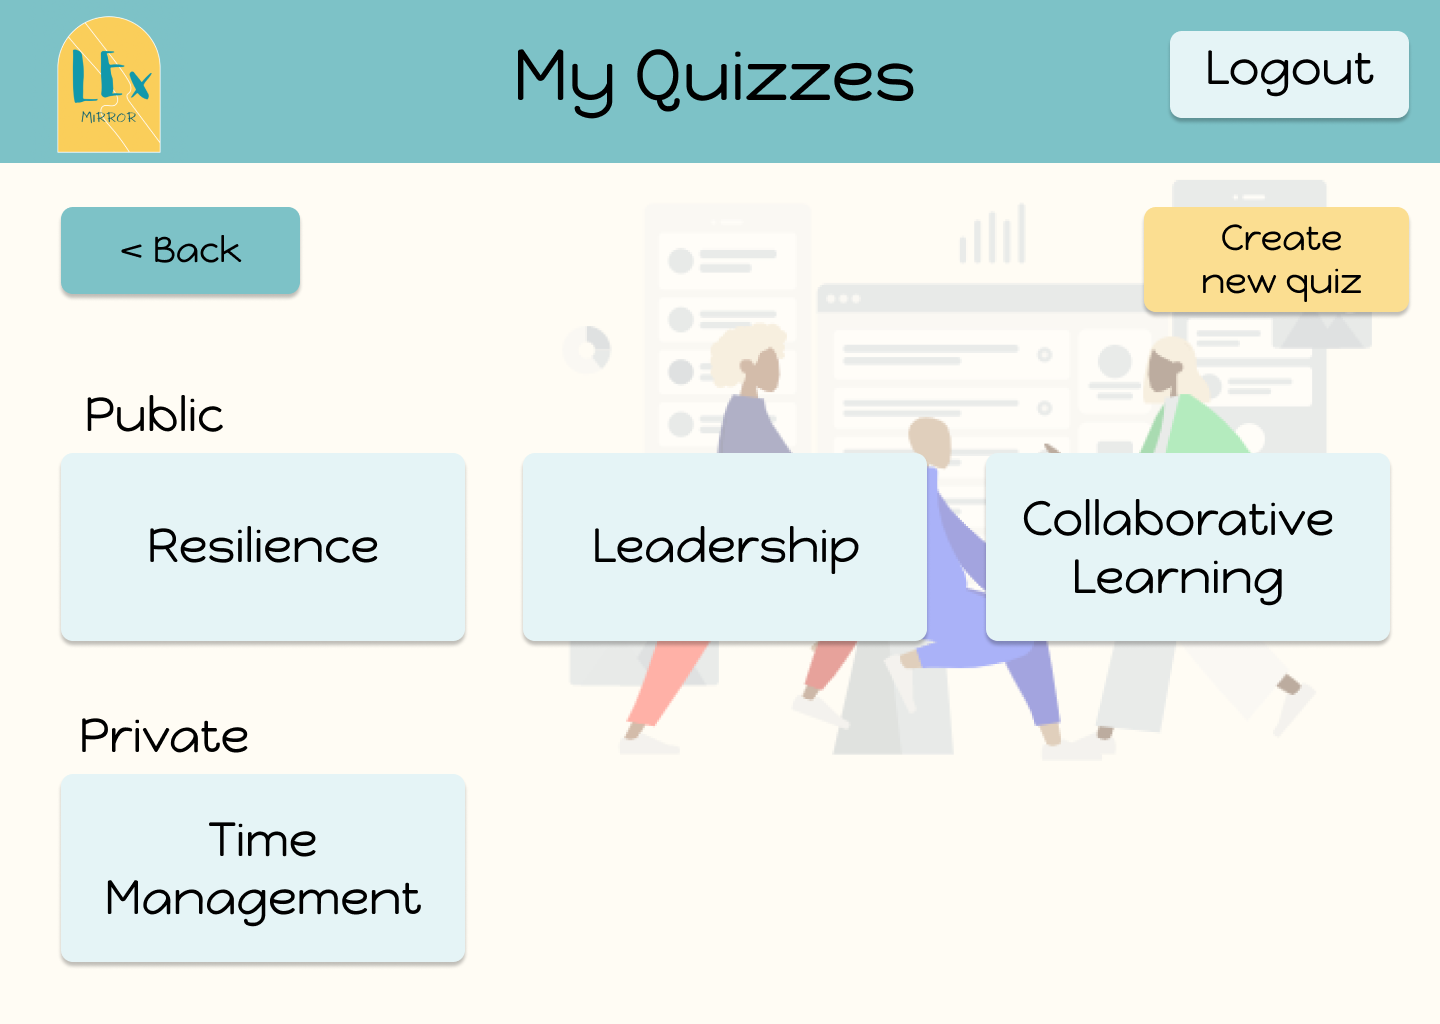 LEx
MIRROR
My Quizzes
Logout
< Back
Create
new quiz
Public
Resilience
Leadership
Collaborative
Learning
Private
Time
Management